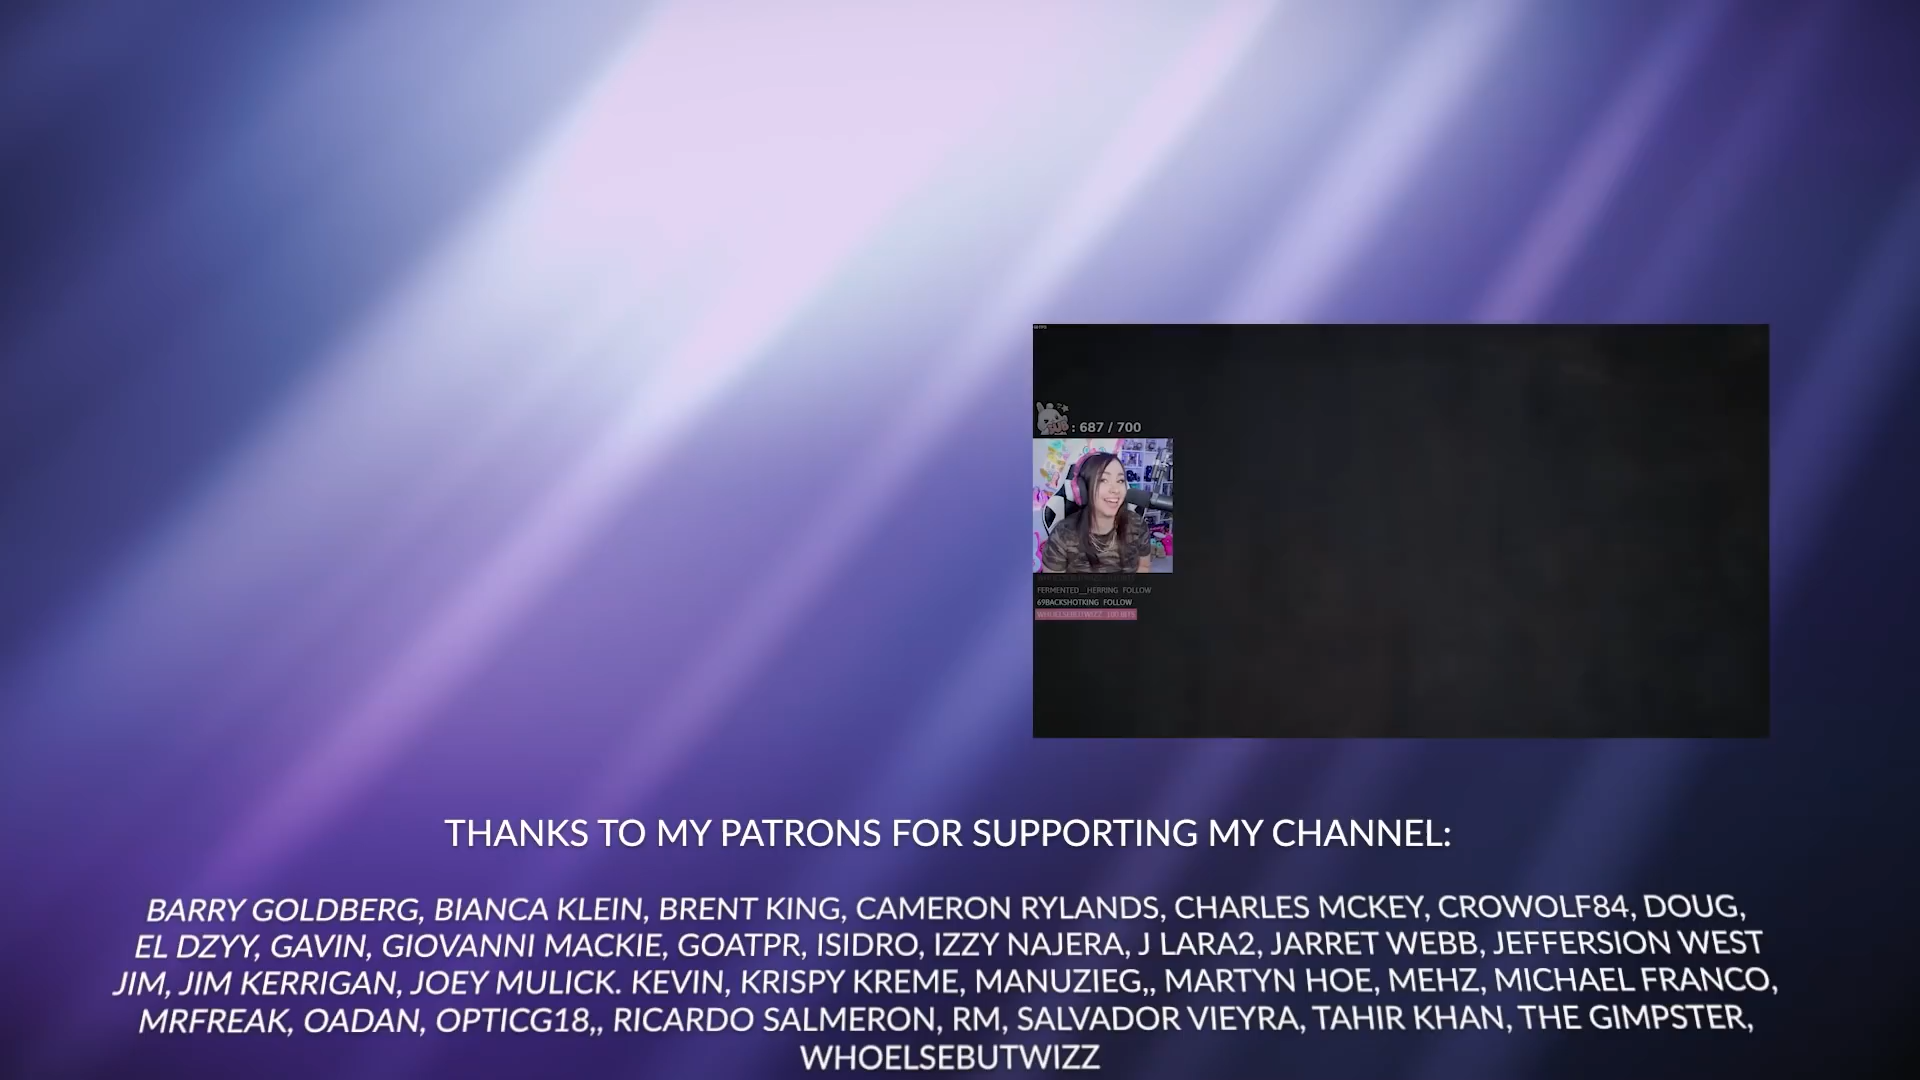 : 687 / 700
FERMENTED__HERRING FOLLOW
69BACKSHOTKING FOLLOW
WHOELSEBUTWIZZ 100 BITS
THANKS TO MY PATRONS FOR SUPPORTING MY CHANNEL:
BARRY GOLDBERG, BIANCA KLEIN, BRENT KING, CAMERON RYLANDS, CHARLES MCKEY, CROWOLF84, DOUG,
EL DZYY, GAVIN, GIOVANNI MACKIE, GOATPR, ISIDRO, IZZY NAJERA, J LARA2, JARRET WEBB, JEFFERSION WEST
JIM, JIM KERRIGAN, JOEY MULICK. KEVIN, KRISPY KREME, MANUZIEG,, MARTYN HOE, MEHZ, MICHAEL FRANCO,
MRFREAK, OADAN, OPTICG18,, RICARDO SALMERON, RM, SALVADOR VIEYRA, TAHIR KHAN, THE GIMPSTER,
WHOELSEBUTWIZZ